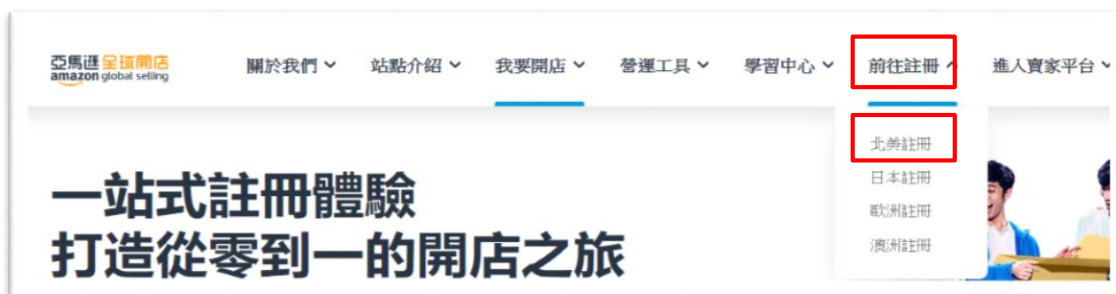 亞馬遜全球開店
amazon global selling
關於我們
站點介紹
我要開店
營運工具
學習中心
前往註冊
進入賣家平台
北美註冊
日本註冊
歐洲註冊
澳洲註冊
一站式註冊體驗
打造從零到一的開店之旅